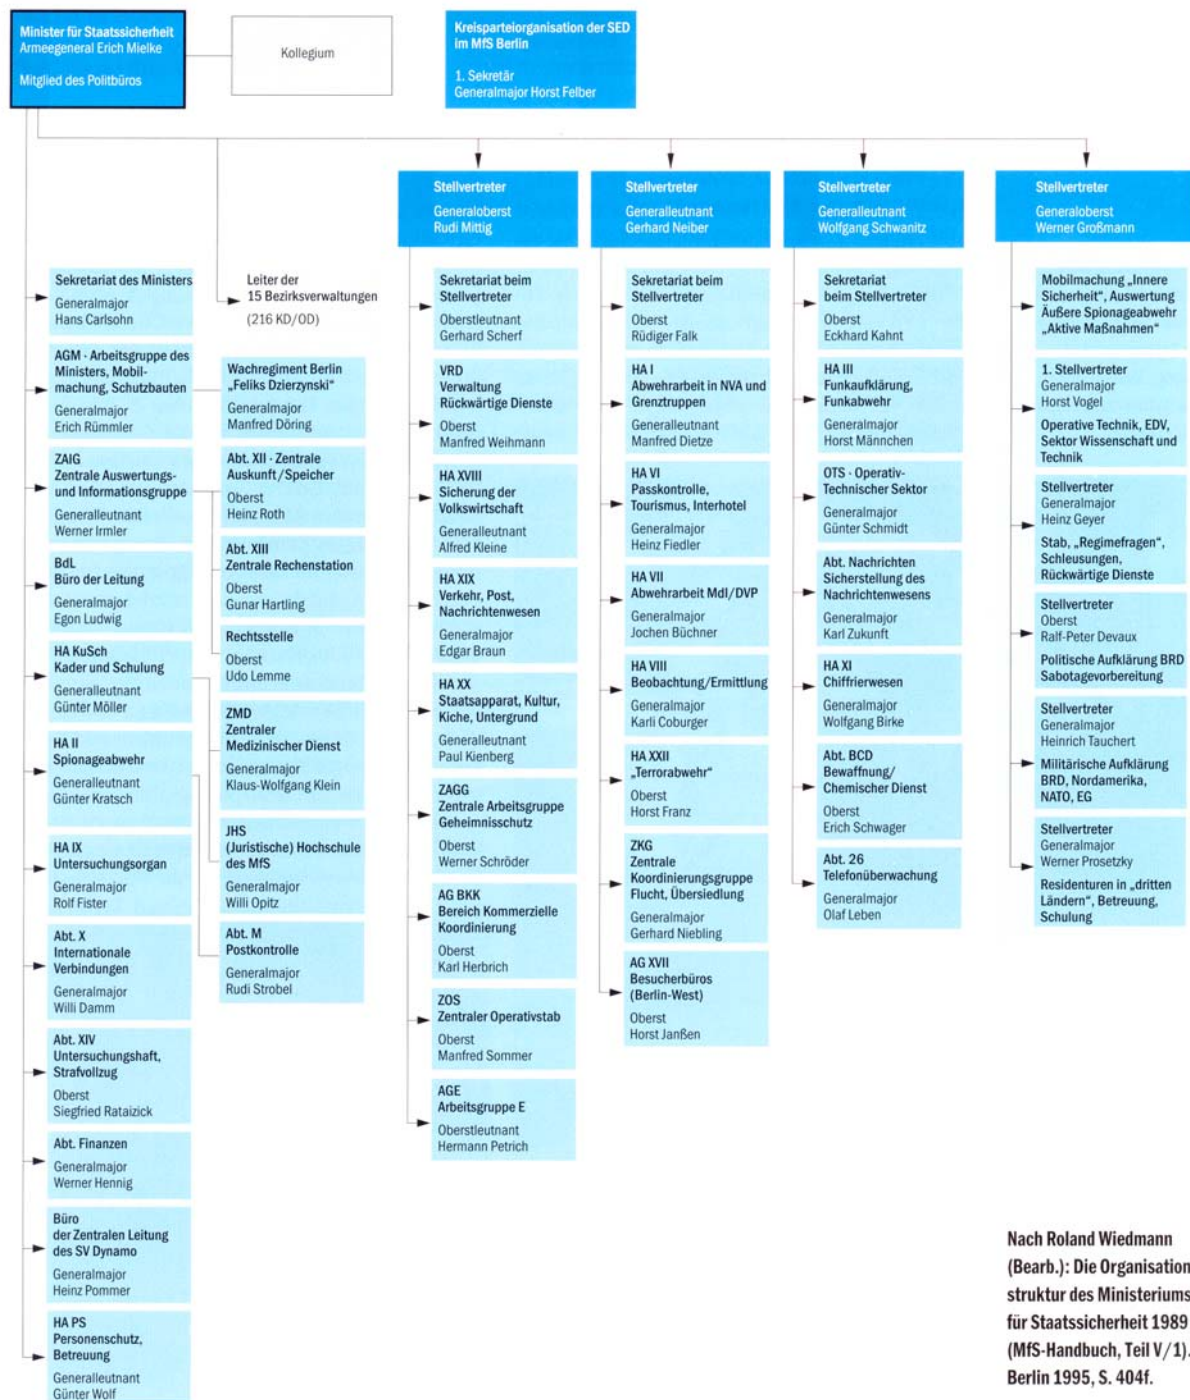 Minister für Staatssicherheit
Armeegeneral Erich Mielke
Mitglied des Politbüros
Kollegium
Kreisparteiorganisation der SED
im MfS Berlin
1. Sekretär
Generalmajor Horst Felber
Stellvertreter
Generaloberst
Rudi Mittig
Stellvertreter
Generalleutnant
Gerhard Neiber
Stellvertreter
Generalleutnant
Wolfgang Schwanitz
Stellvertreter
Generaloberst
Werner Großmann
Sekretariat des Ministers
Generalmajor
Hans Carlsohn
AGM · Arbeitsgruppe des
Ministers, Mobil-
machung, Schutzbauten
Generalmajor
Erich Rümmler
ZAIG
Zentrale Auswertungs-
und Informationsgruppe
Generalleutnant
Werner Irmler
BdL
Büro der Leitung
Generalmajor
Egon Ludwig
HA KuSch
Kader und Schulung
Generalleutnant
Günter Möller
HA II
Spionageabwehr
Generalleutnant
Günter Kratsch
HA IX
Untersuchungsorgan
Generalmajor
Rolf Fister
Abt. X
Internationale
Verbindungen
Generalmajor
Willi Damm
Abt. XIV
Untersuchungshaft,
Strafvollzug
Oberst
Siegfried Rataizick
Abt. Finanzen
Generalmajor
Werner Hennig
Büro
der Zentralen Leitung
des SV Dynamo
Generalmajor
Heinz Pommer
HA PS
Personenschutz,
Betreuung
Generalleutnant
Günter Wolf
Leiter der
15 Bezirksverwaltungen
(216 KD/OD)
Wachregiment Berlin
„Feliks Dzierzynski“
Generalmajor
Manfred Döring
Abt. XII · Zentrale
Auskunft/Speicher
Oberst
Heinz Roth
Abt. XIII
Zentrale Rechenstation
Oberst
Gunar Hartling
Rechtsstelle
Oberst
Udo Lemme
ZMD
Zentraler
Medizinischer Dienst
Generalmajor
Klaus-Wolfgang Klein
JHS
(Juristische) Hochschule
des MfS
Generalmajor
Willi Opitz
Abt. M
Postkontrolle
Generalmajor
Rudi Strobel
Sekretariat beim
Stellvertreter
Oberstleutnant
Gerhard Scherf
VRD
Verwaltung
Rückwärtige Dienste
Oberst
Manfred Weihmann
HA XVIII
Sicherung der
Volkswirtschaft
Generalleutnant
Alfred Kleine
HA XIX
Verkehr, Post,
Nachrichtenwesen
Generalmajor
Edgar Braun
HA XX
Staatsapparat, Kultur,
Kiche, Untergrund
Generalleutnant
Paul Kienberg
ZAGG
Zentrale Arbeitsgruppe
Geheimnisschutz
Oberst
Werner Schröder
AG BKK
Bereich Kommerzielle
Koordinierung
Oberst
Karl Herbrich
ZOS
Zentraler Operativstab
Oberst
Manfred Sommer
AGE
Arbeitsgruppe E
Oberstleutnant
Hermann Petrich
Sekretariat beim
Stellvertreter
Oberst
Rüdiger Falk
HA I
Abwehrarbeit in NVA und
Grenztruppen
Generalleutnant
Manfred Dietze
HA VI
Passkontrolle,
Tourismus, Interhotel
Generalmajor
Heinz Fiedler
HA VII
Abwehrarbeit MdI/DVP
Generalmajor
Jochen Büchner
HA VIII
Beobachtung/Ermittlung
Generalmajor
Karli Coburger
HA XXII
„Terrorabwehr“
Oberst
Horst Franz
ZKG
Zentrale
Koordinierungsgruppe
Flucht, Übersiedlung
Generalmajor
Gerhard Niebling
AG XVII
Besucherbüros
(Berlin-West)
Oberst
Horst Janßen
Sekretariat
beim Stellvertreter
Oberst
Eckhard Kahnt
HA III
Funkaufklärung,
Funkabwehr
Generalmajor
Horst Männchen
OTS · Operativ-
Technischer Sektor
Generalmajor
Günter Schmidt
Abt. Nachrichten
Sicherstellung des
Nachrichtenwesens
Generalmajor
Karl Zukunft
HA XI
Chiffrierwesen
Generalmajor
Wolfgang Birke
Abt. BCD
Bewaffnung/
Chemischer Dienst
Oberst
Erich Schwager
Abt. 26
Telefonüberwachung
Generalmajor
Olaf Leben
Mobilmachung „Innere
Sicherheit“, Auswertung
Äußere Spionageabwehr
„Aktive Maßnahmen“
1. Stellvertreter
Generalmajor
Horst Vogel
Operative Technik, EDV,
Sektor Wissenschaft und
Technik
Stellvertreter
Generalmajor
Heinz Geyer
Stab, „Regimefragen“,
Schleusungen,
Rückwärtige Dienste
Stellvertreter
Oberst
Ralf-Peter Devaux
Politische Aufklärung BRD
Sabotagevorbereitung
Stellvertreter
Generalmajor
Heinrich Tauchert
Militärische Aufklärung
BRD, Nordamerika,
NATO, EG
Stellvertreter
Generalmajor
Werner Prosetzky
Residenturen in „dritten
Ländern“, Betreuung,
Schulung
Nach Roland Wiedmann
(Bearb.): Die Organisation
struktur des Ministeriums
für Staatssicherheit 1989
(MfS-Handbuch, Teil V/1).
Berlin 1995, S. 404f.